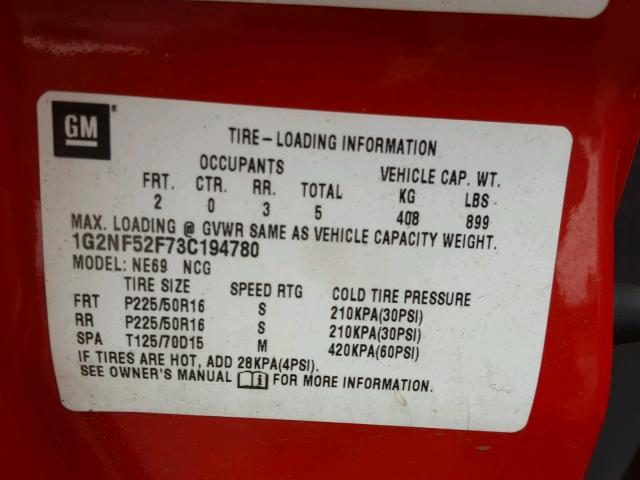 GM
TIRE-LOADING INFORMATION
OCCUPANTS VEHICLE CAP. WT.
FRT. CTR. RR. TOTAL KG LBS
2 0 3 5 408 899
MAX. LOADING @ GVWR SAME AS VEHICLE CAPACITY WEIGHT.
1G2NF52F73C194780
MODEL: NE69 NCG
TIRE SIZE SPEED RTG COLD TIRE PRESSURE
FRT P225/50R16 S 210KPA(30PSI)
RR P225/50R16 S 210KPA(30PSI)
SPA T125/70D15 M 420KPA(60PSI)
IF TIRES ARE HOT, ADD 28KPA(4PSI).
SEE OWNER'S MANUAL FOR MORE INFORMATION.